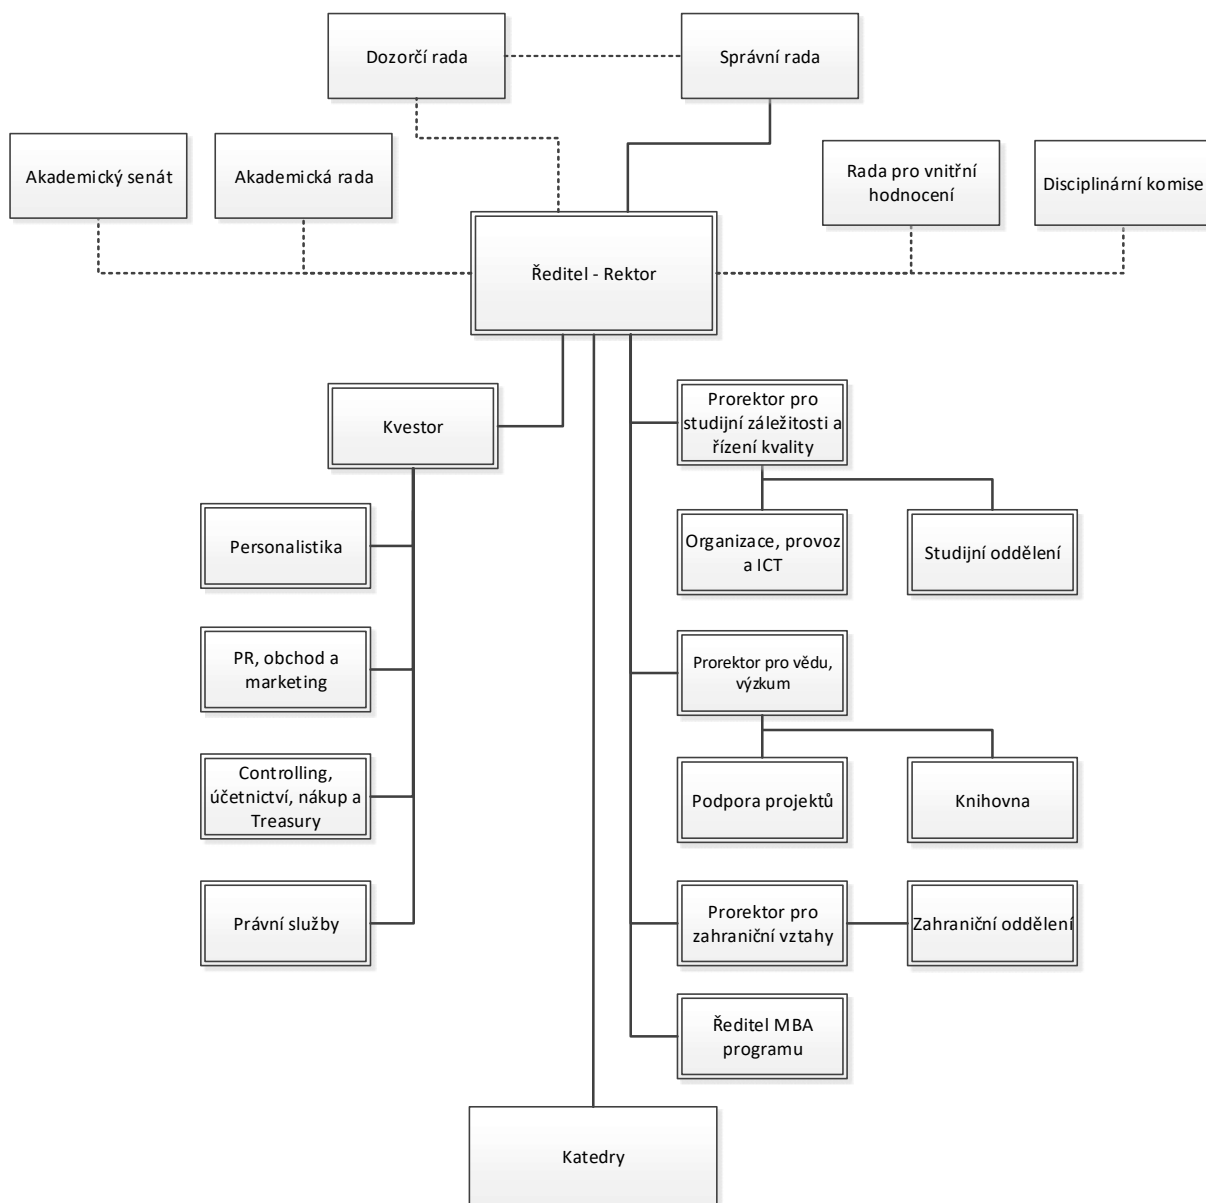 Dozorčí rada
Správní rada
Akademický senát
Akademická rada
Rada pro vnitřní
hodnocení
Disciplinární komise
Ředitel - Rektor
Kvestor
Prorektor pro
studijní záležitosti a
řízení kvality
Personalistika
Organizace, provoz
a ICT
Studijní oddělení
PR, obchod a
marketing
Prorektor pro vědu,
výzkum
Controlling,
účetnictví, nákup a
Treasury
Podpora projektů
Knihovna
Právní služby
Prorektor pro
zahraniční vztahy
Zahraniční oddělení
Ředitel MBA
programu
Katedry